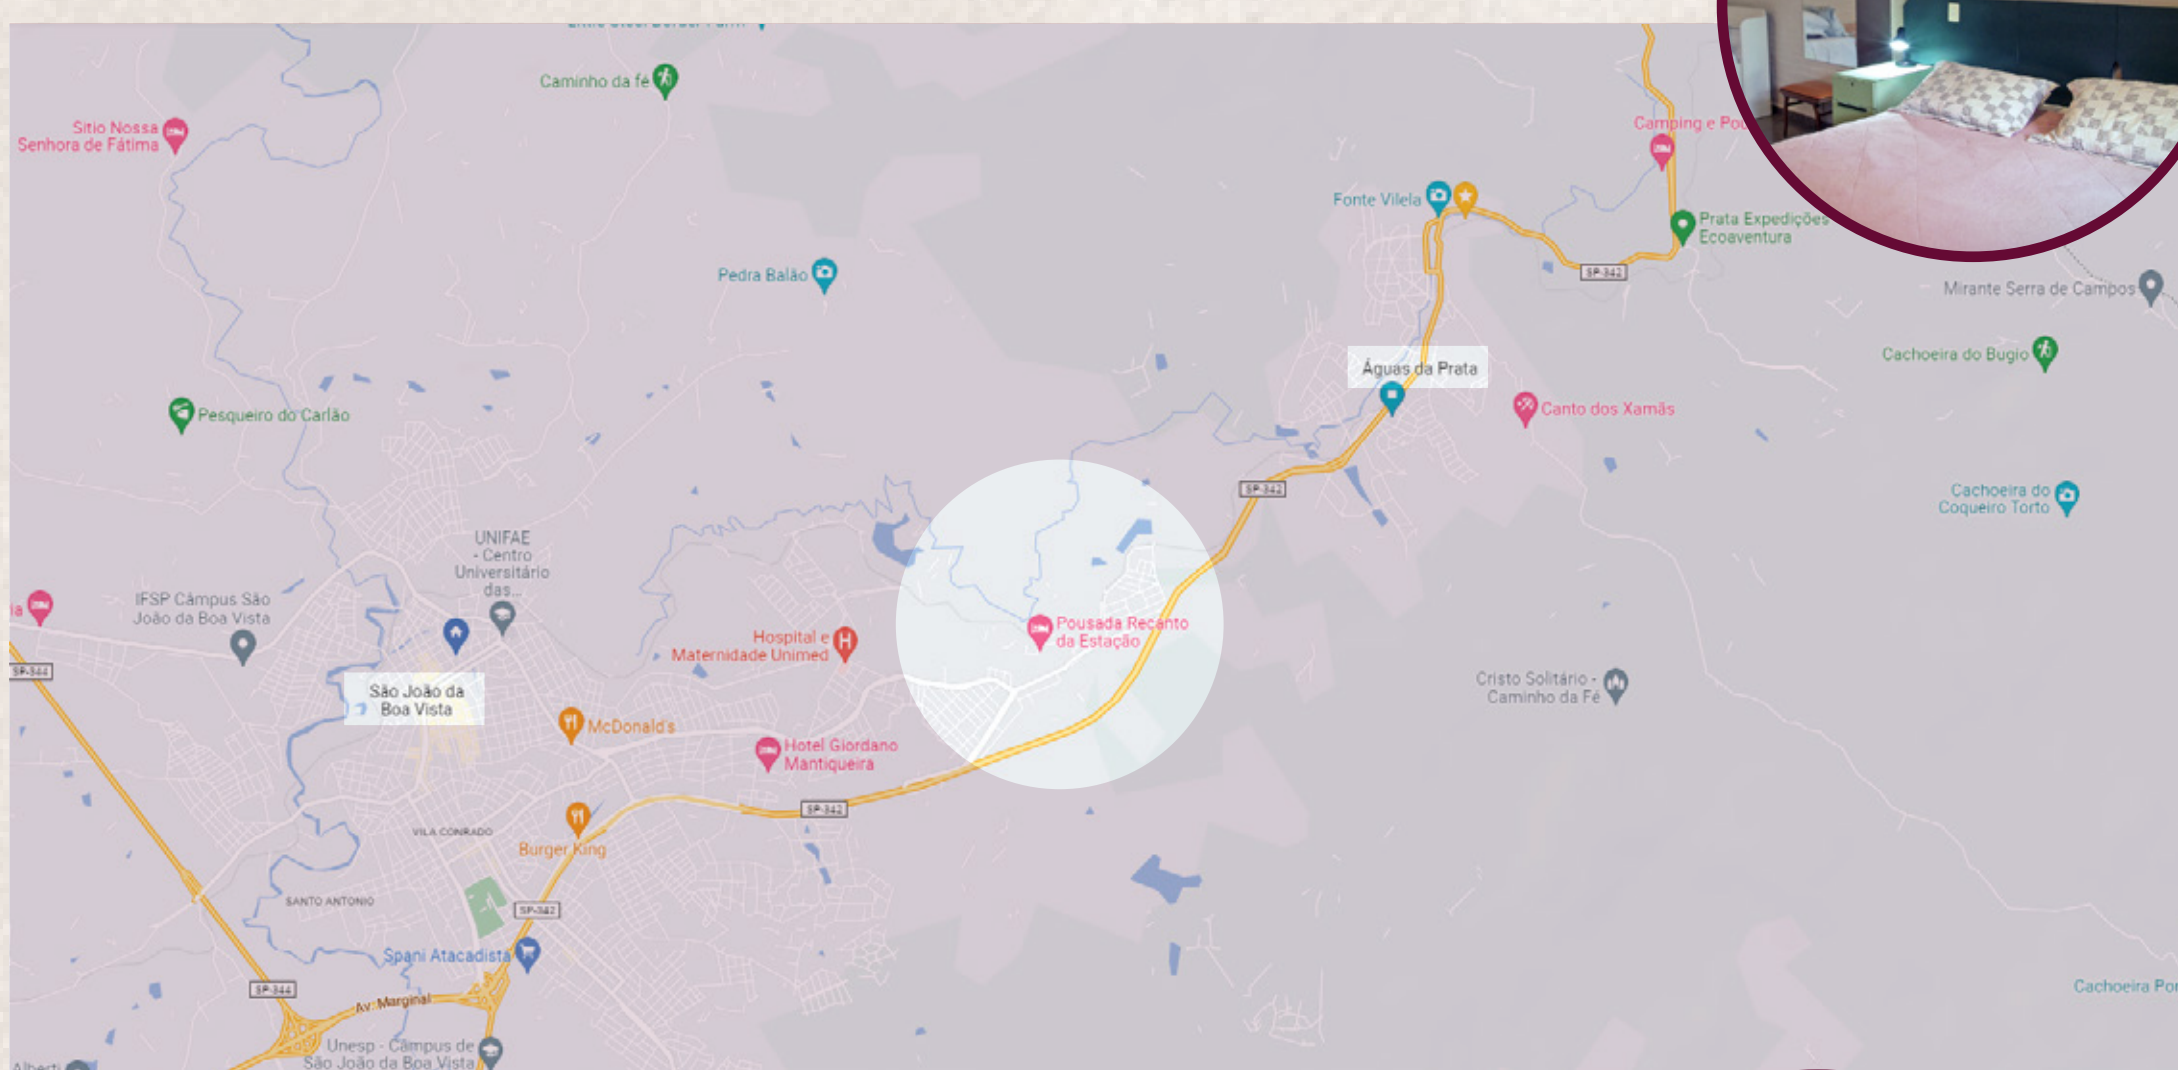 Caminho da fé
Sitio Nossa
Senhora de Fátima
Camping e Pou
Fonte Vilela
Prata Expedições
Ecoaventura
SP-342
Pedra Balão
Mirante Serra de Campos
Cachoeira do Bugio
Águas da Prata
Pesqueiro do Carlão
Canto dos Xamãs
SP-342
Cachoeira do
Coqueiro Torto
UNIFAE
- Centro
Universitário
das...
IFSP Câmpus São
João da Boa Vista
ia
Hospital e
Maternidade Unimed
Pousada Recanto
da Estação
SP-344
São João da
Boa Vista
Cristo Solitário -
Caminho da Fé
McDonald's
Hotel Giordano
Mantiqueira
SP-342
VILA CONRADO
Burger King
SANTO ANTONIO
SP-342
Spani Atacadista
SP-344
Av. Marginal
Cachoeira Pon
Unesp - Câmpus de
São João da Boa Vista
Alberti